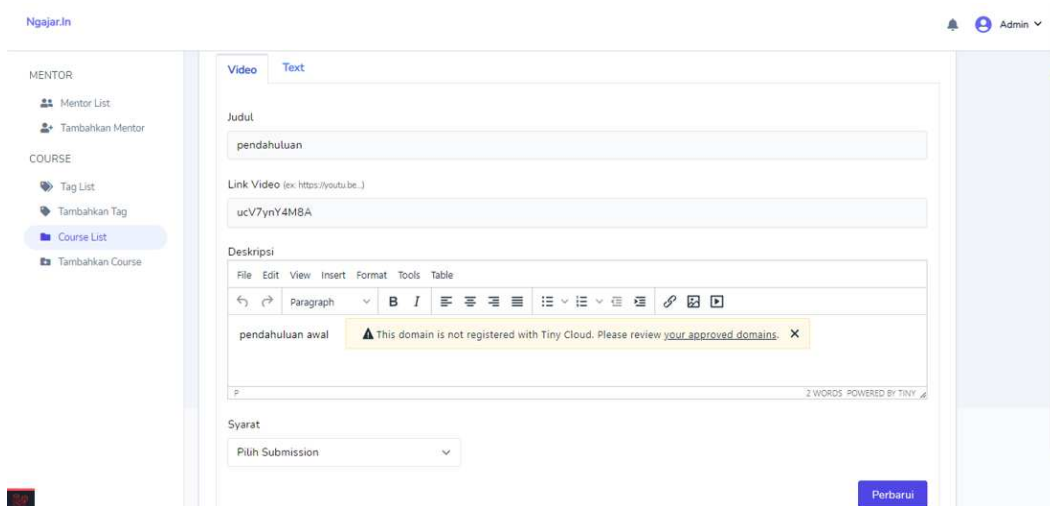 Ngajar.In
Admin
MENTOR
Mentor List
Tambahkan Mentor
COURSE
Tag List
Tambahkan Tag
Course List
Tambahkan Course
Video Text
Judul
pendahuluan
Link Video (ex: https://youtu.be...)
ucV7ynY4M8A
Deskripsi
File Edit View Insert Format Tools Table
Paragraph B I
pendahuluan awal This domain is not registered with Tiny Cloud. Please review your approved domains.
P 2 WORDS POWERED BY TINY
Syarat
Pilih Submission
Perbarui